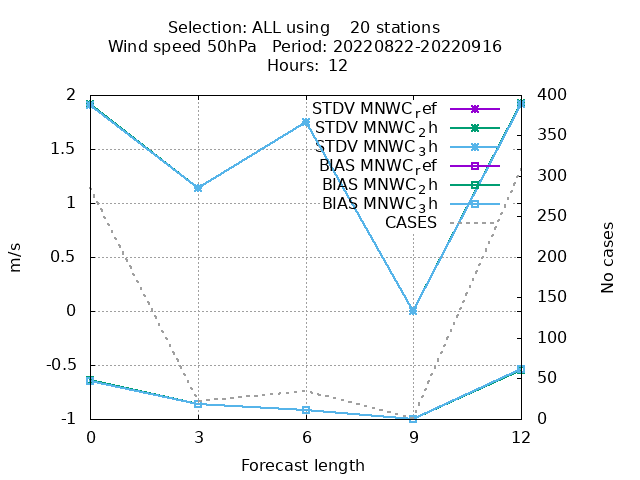 Selection: ALL using    20 stations
Wind speed 50hPa   Period: 20220822-20220916
Hours:  12
2
1.5
1
0.5
0
-0.5
-1
400
350
300
250
200
150
100
50
0
STDV MNWC_ref
STDV MNWC_2h
STDV MNWC_3h
BIAS MNWC_ref
BIAS MNWC_2h
BIAS MNWC_3h
CASES
m/s
No cases
0
3
6
9
12
Forecast length